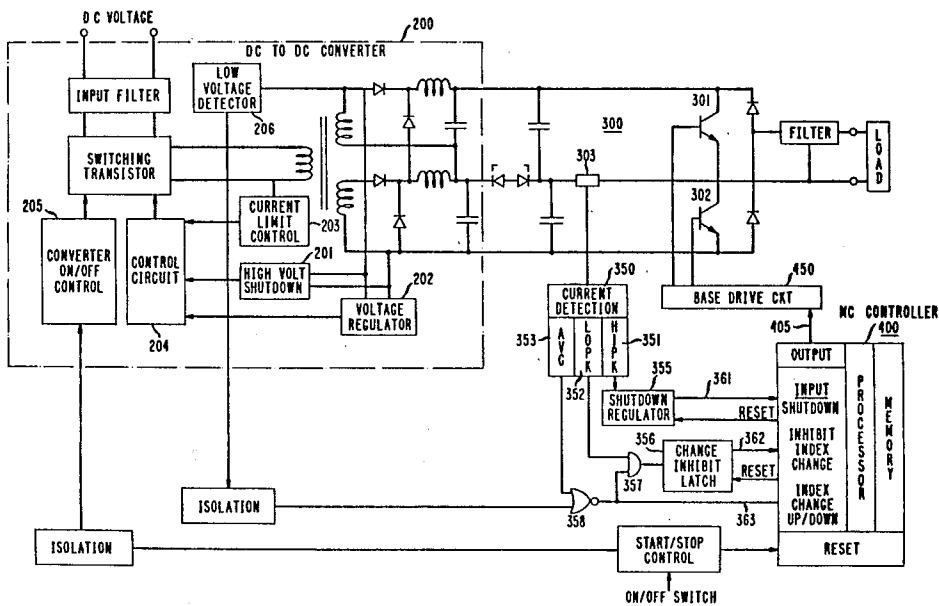 DC VOLTAGE
200
DC TO DC CONVERTER
LOW
VOLTAGE
DETECTOR
206
INPUT FILTER
SWITCHING
TRANSISTOR
205
CONVERTER
ON/OFF
CONTROL
CONTROL
CIRCUIT
204
CURRENT
LIMIT
CONTROL
203
201
HIGH VOLT
SHUTDOWN
202
VOLTAGE
REGULATOR
300
301
302
303
FILTER
LOAD
450
BASE DRIVE CKT
405
MC CONTROLLER
400
350
CURRENT
DETECTION
353
AVG
LOPK
HIPK
351
352
355
SHUTDOWN
REGULATOR
361
RESET
356
CHANGE
INHIBIT
LATCH
362
RESET
357
358
363
OUTPUT
INPUT
SHUTDOWN
INHIBIT
INDEX
CHANGE
INDEX
CHANGE
UP/DOWN
PROCESSOR
MEMORY
RESET
ISOLATION
ISOLATION
START/STOP
CONTROL
ON/OFF SWITCH